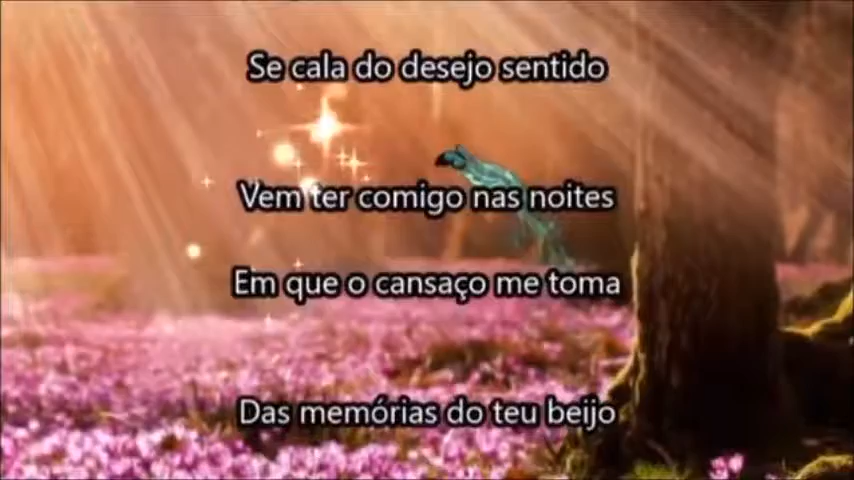 Se cala do desejo sentido
Vem ter comigo nas noites
Em que o cansaço me toma
Das memórias do teu beijo